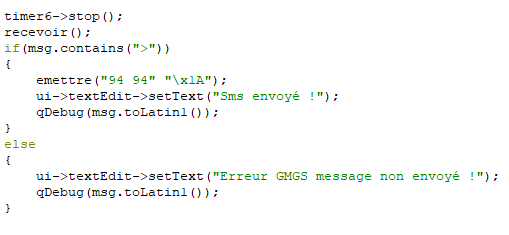 timer6->stop();
recevoir();
if(msg.contains(">"))
{
    emettre("94 94" "\x1A");
    ui->textEdit->setText("Sms envoyé !");
    qDebug(msg.toLatin1());
}
else
{
    ui->textEdit->setText("Erreur GMGS message non envoyé !");
    qDebug(msg.toLatin1());
}